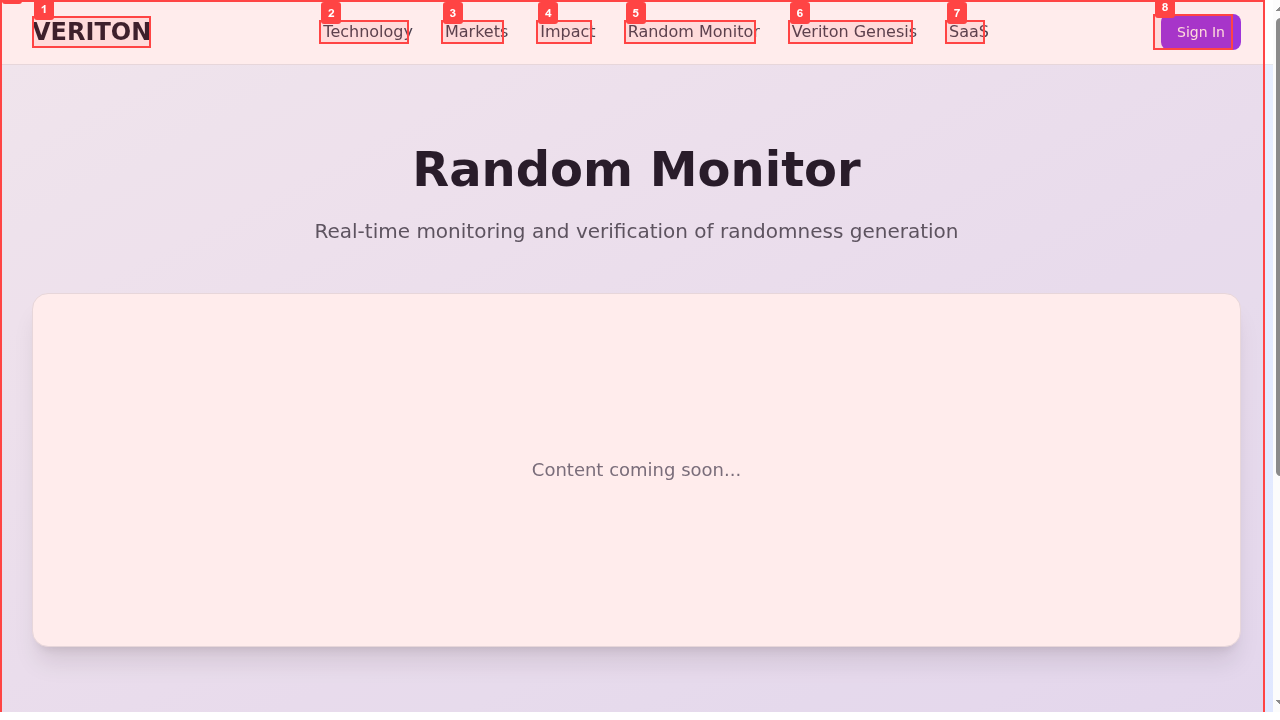 1 2 3 4 5 6 7 8
VERITON Technology Markets Impact Random Monitor Veriton Genesis SaaS Sign In
Random Monitor
Real-time monitoring and verification of randomness generation
Content coming soon...